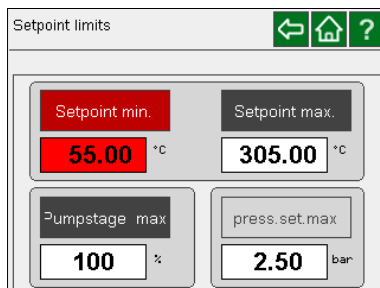 Setpoint limits
?
Setpoint min.
Setpoint max.
55.00 °C
305.00 °C
Pumpstage max
press.set.max
100 %
2.50 bar